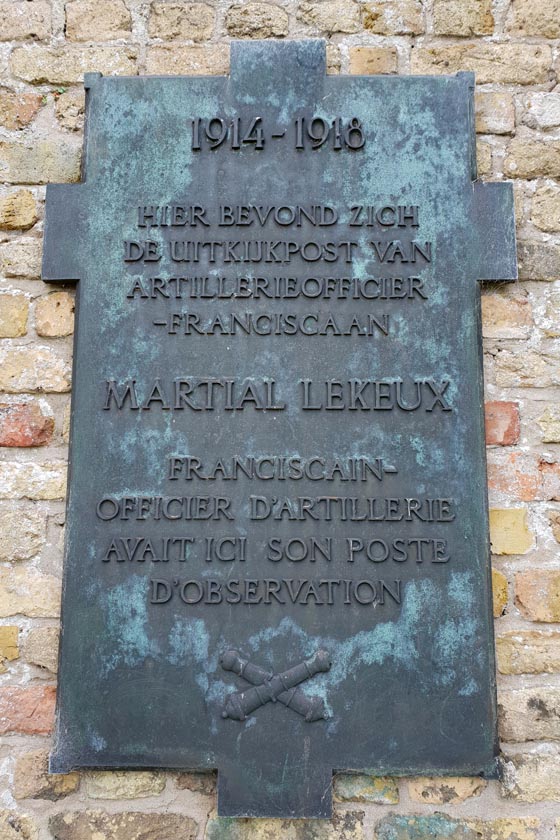 1914-1918
HIER BEVOND ZICH
DE UITKIJKPOST VAN
ARTILLERIEOFFICIER
-FRANCISCAAN
MARTIAL LEKEUX
FRANCISCAIN-
OFFICIER D'ARTILLERIE
AVAIT ICI SON POSTE
D'OBSERVATION